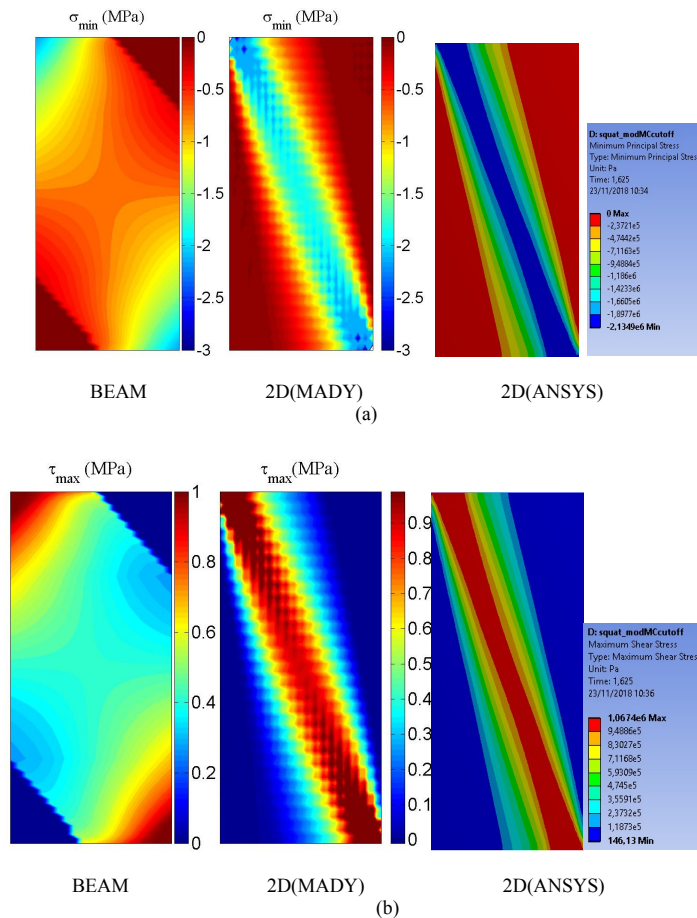 σmin (MPa)
σmin (MPa)
0
-0.5
-1
-1.5
-2
-2.5
-3
0
-0.5
-1
-1.5
-2
-2.5
-3
D: squat_modMCcutoff
Minimum Principal Stress
Type: Minimum Principal Stres
Unit: Pa
Time: 1,625
23/11/2018 10:34
0 Max
-2,3721e5
-4,7442e5
-7,1163e5
-9,4884e5
-1,186e6
-1,4233e6
-1,6605e6
-1,8977e6
-2,1349e6 Min
BEAM
2D(MADY)
2D(ANSYS)
(a)
τmax (MPa)
τmax (MPa)
1
0.8
0.6
0.4
0.2
0
0.9
0.8
0.7
0.6
0.5
0.4
0.3
0.2
0.1
0
D: squat_modMCcutoff
Maximum Shear Stress
Type: Maximum Shear Stres
Unit: Pa
Time: 1,625
23/11/2018 10:36
1,0674e6 Max
9,4886e5
8,3027e5
7,1168e5
5,9309e5
4,745e5
3,5591e5
2,3732e5
1,1873e5
146,13 Min
BEAM
2D(MADY)
2D(ANSYS)
(b)